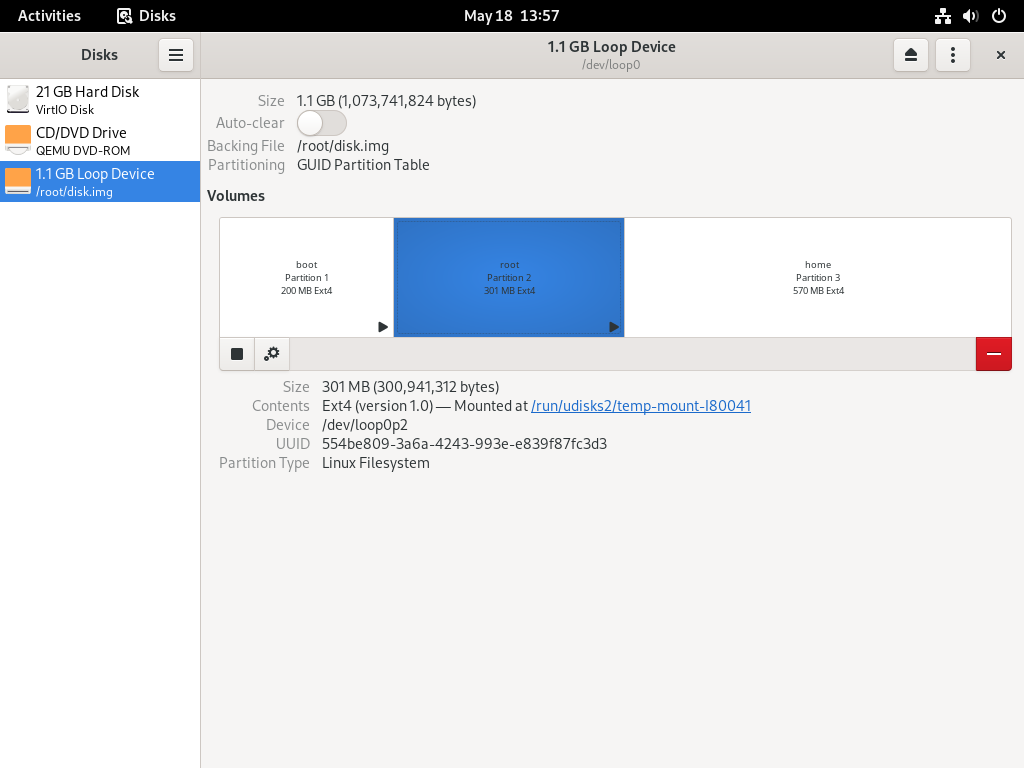 Activities
Disks
May 18 13:57
Disks
1.1 GB Loop Device
/dev/loop0
21 GB Hard Disk
VirtIO Disk
CD/DVD Drive
QEMU DVD-ROM
1.1 GB Loop Device
/root/disk.img
Size 1.1 GB (1,073,741,824 bytes)
Auto-clear
Backing File /root/disk.img
Partitioning GUID Partition Table
Volumes
boot
Partition 1
200 MB Ext4
root
Partition 2
301 MB Ext4
home
Partition 3
570 MB Ext4
Size 301 MB (300,941,312 bytes)
Contents Ext4 (version 1.0) — Mounted at /run/udisks2/temp-mount-I80041
Device /dev/loop0p2
UUID 554be809-3a6a-4243-993e-e839f87fc3d3
Partition Type Linux Filesystem